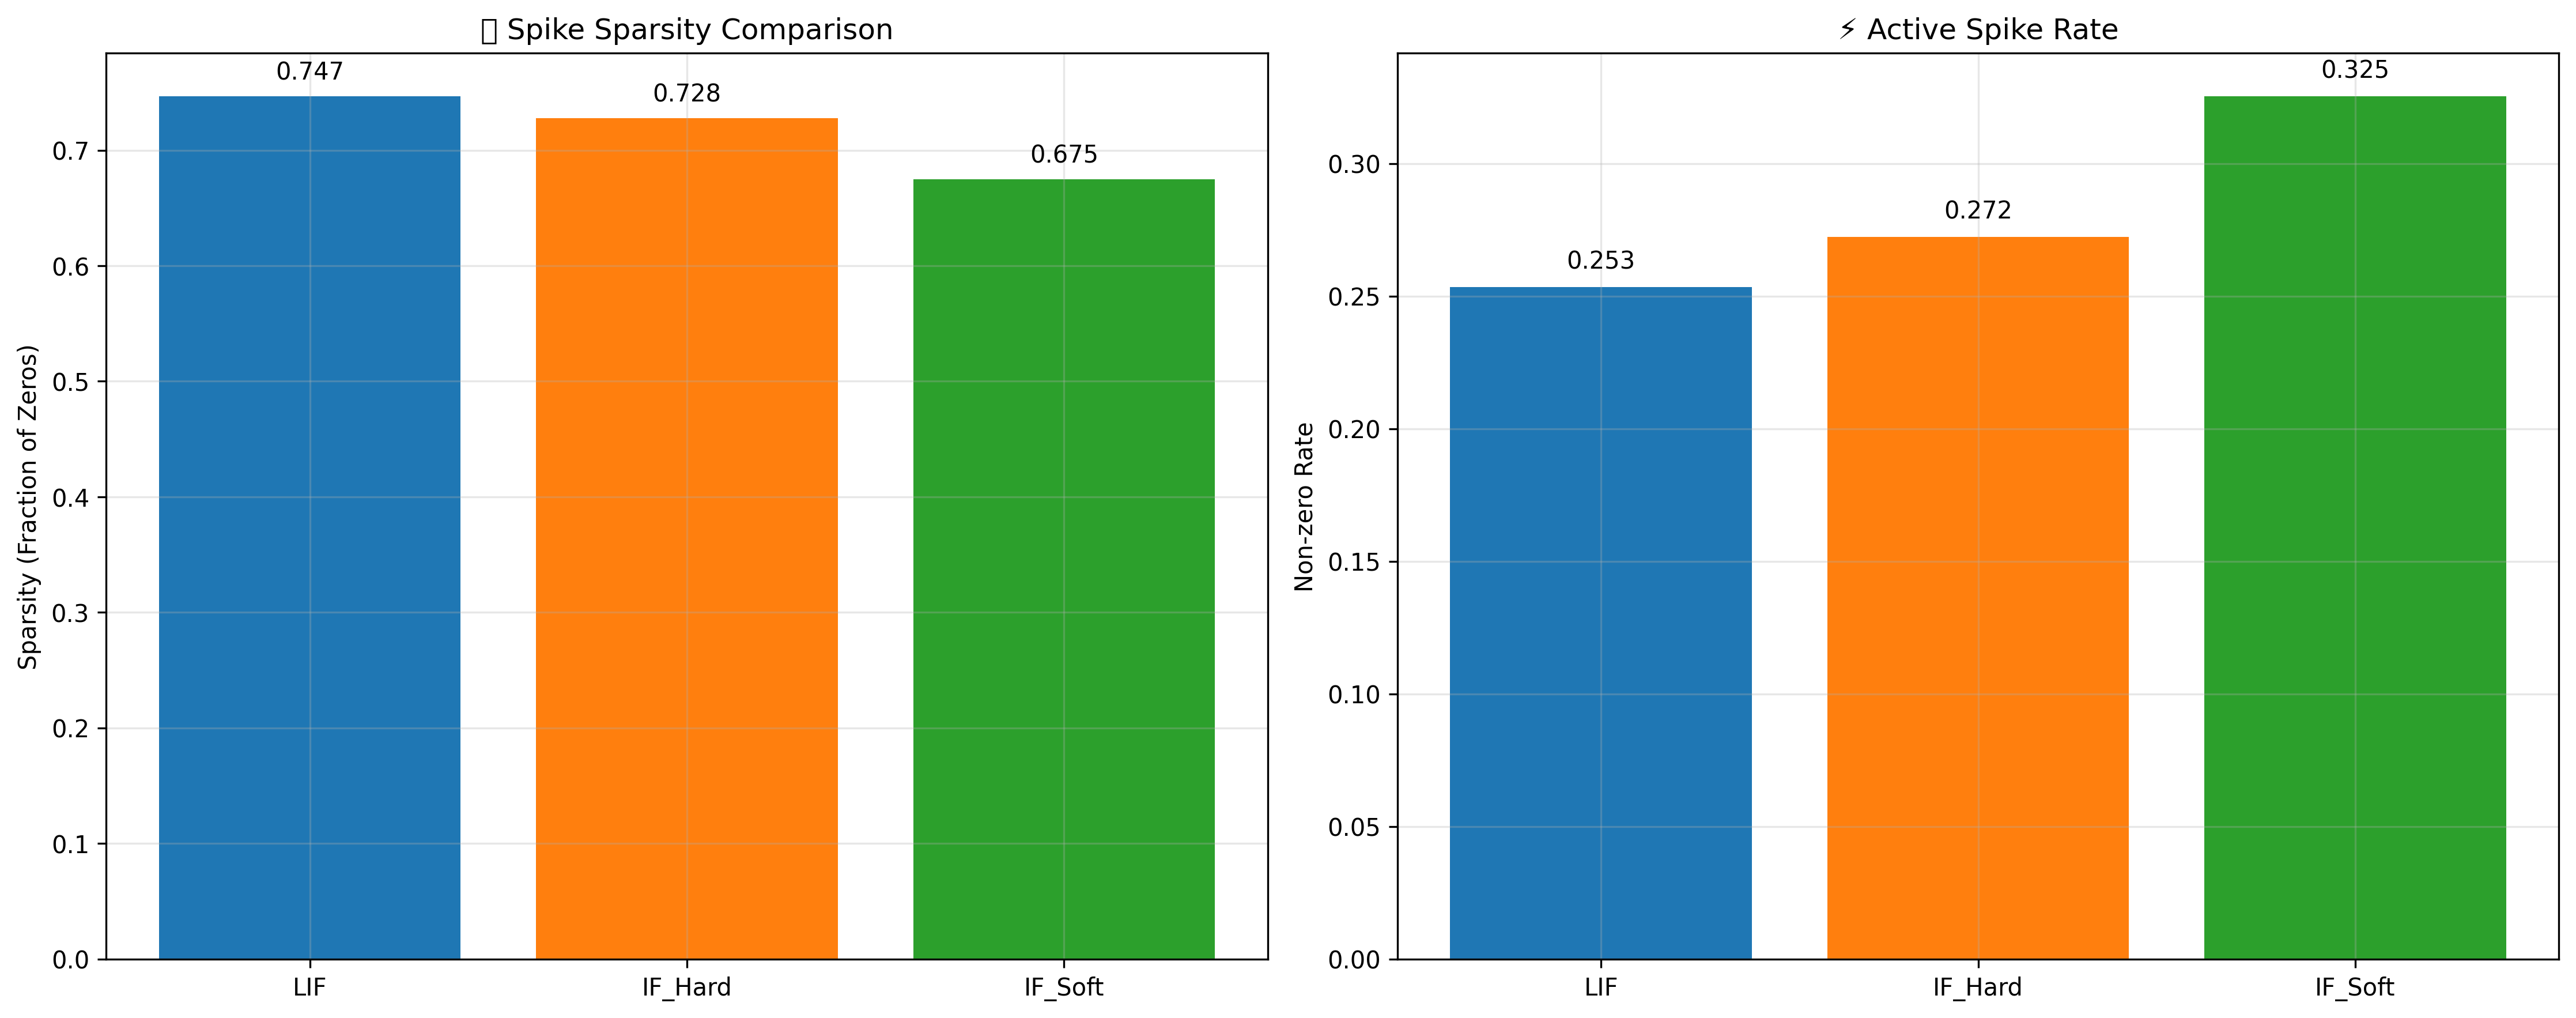 Spike Sparsity Comparison
0.747
0.728
0.675
Sparsity (Fraction of Zeros)
0.7
0.6
0.5
0.4
0.3
0.2
0.1
0.0
LIF
IF_Hard
IF_Soft
⚡ Active Spike Rate
0.325
0.272
0.253
Non-zero Rate
0.30
0.25
0.20
0.15
0.10
0.05
0.00
LIF
IF_Hard
IF_Soft